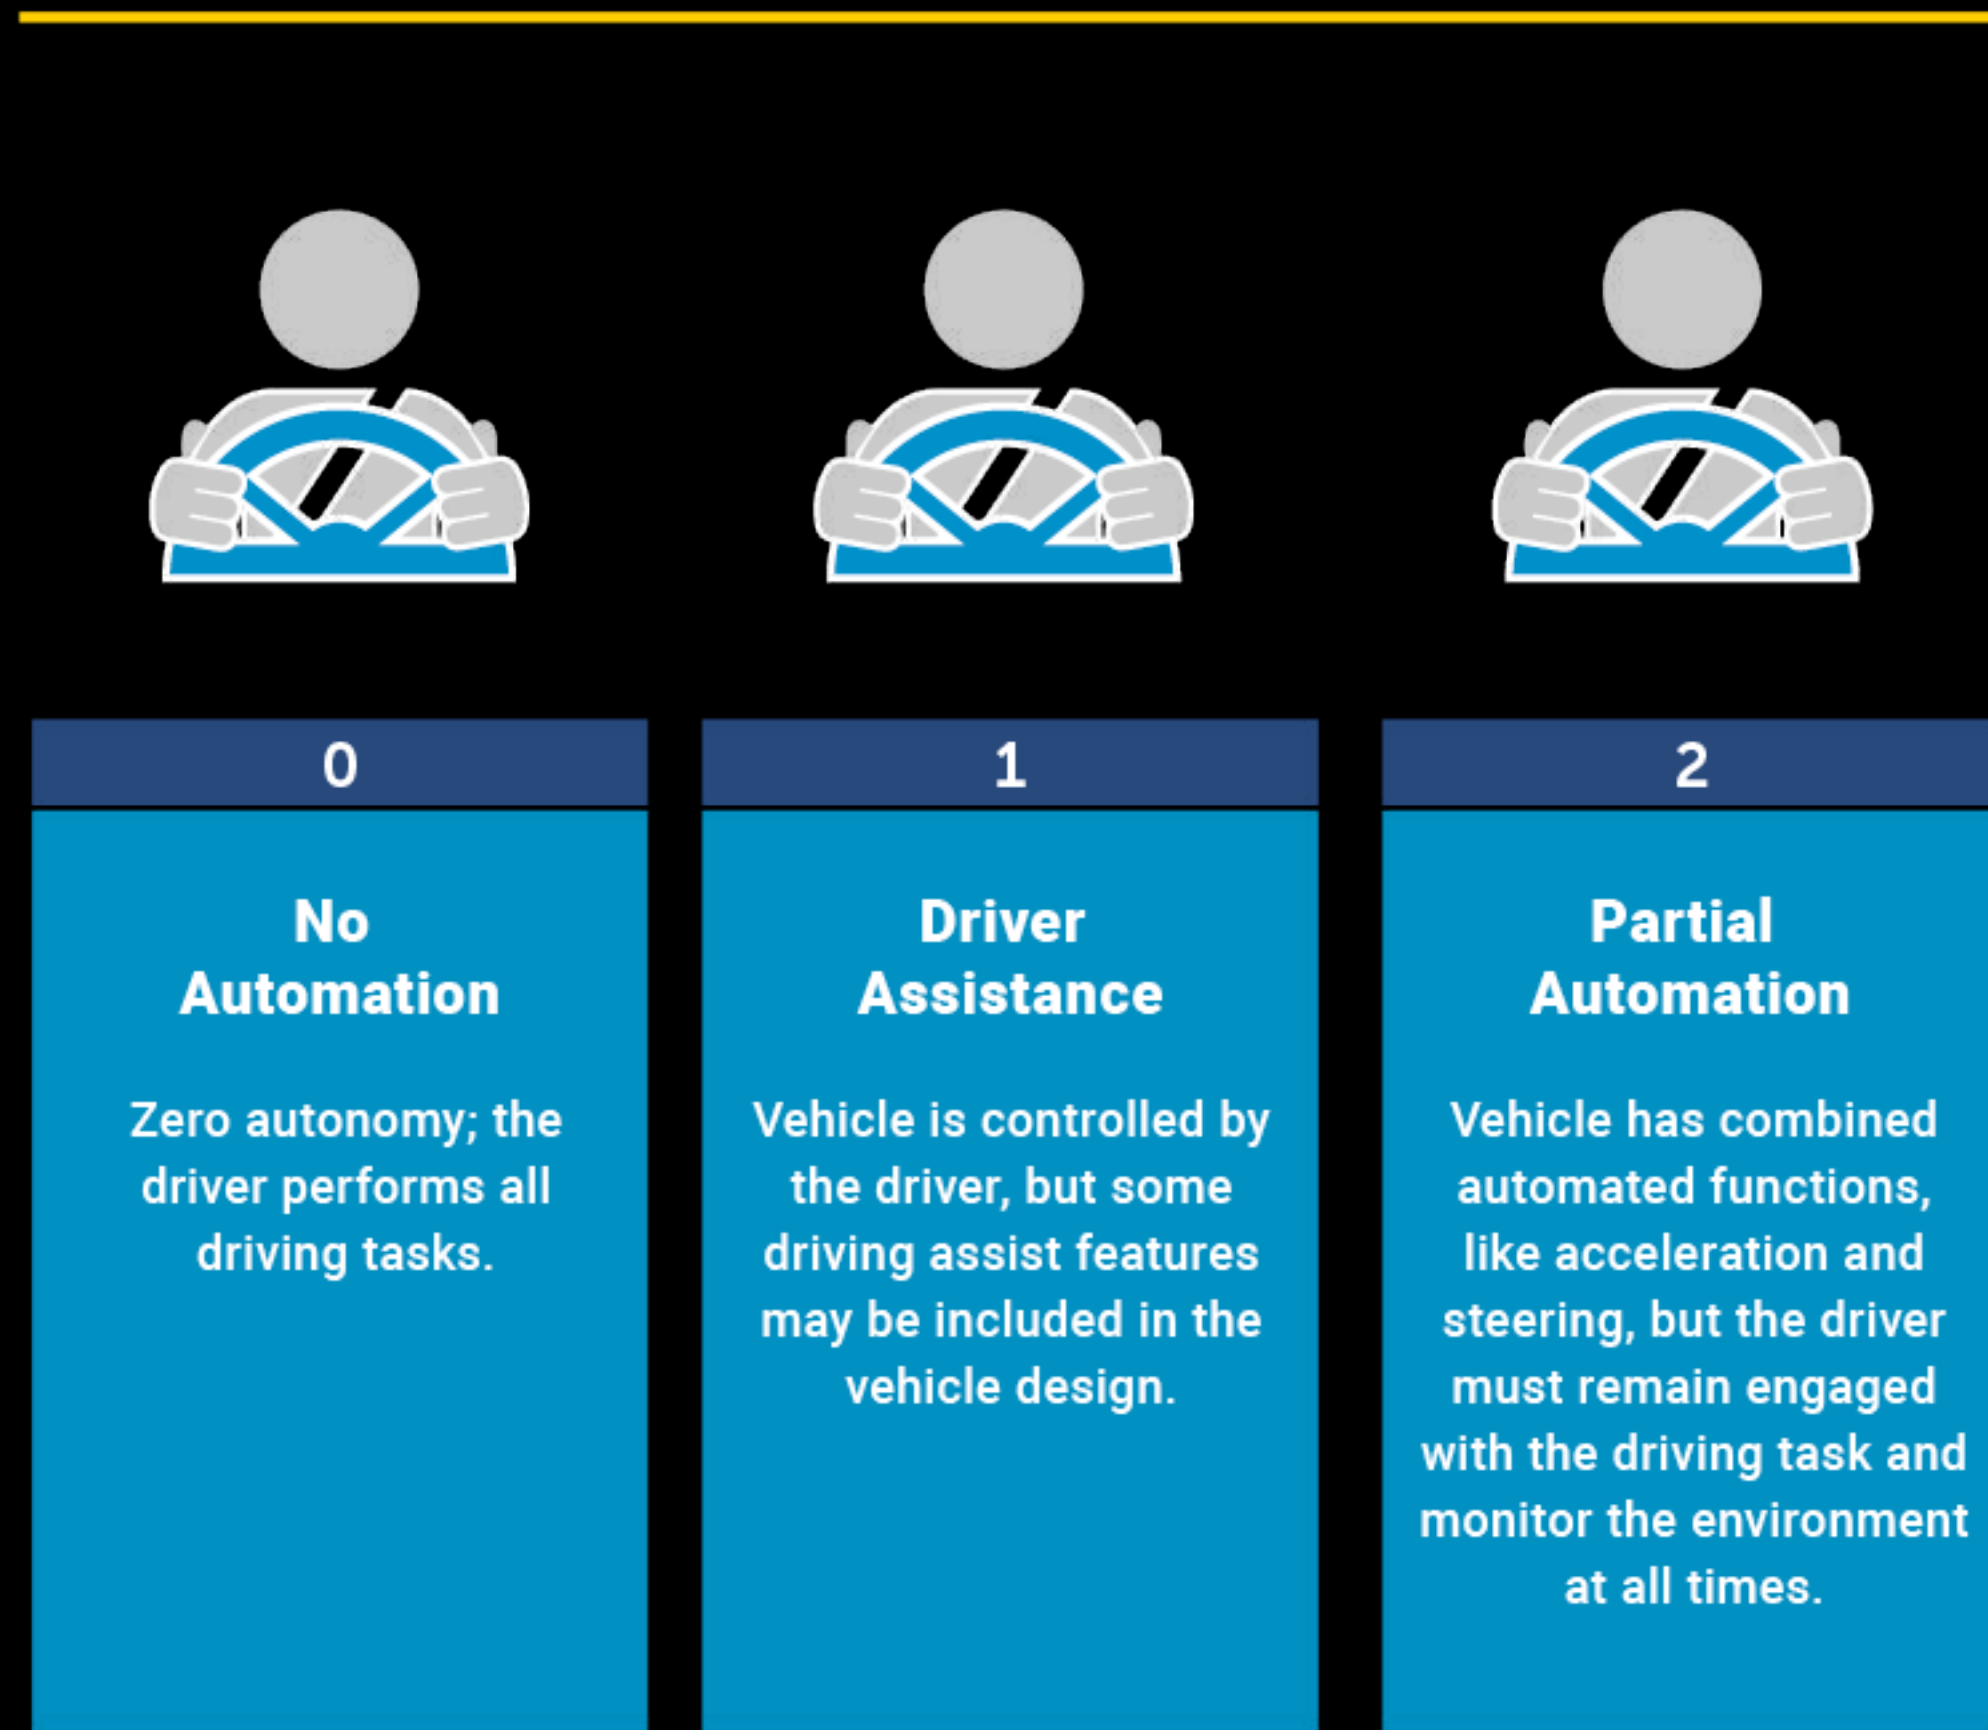 0
No
Automation
Zero autonomy; the
driver performs all
driving tasks.
1
Driver
Assistance
Vehicle is controlled by
the driver, but some
driving assist features
may be included in the
vehicle design.
2
Partial
Automation
Vehicle has combined
automated functions,
like acceleration and
steering, but the driver
must remain engaged
with the driving task and
monitor the environment
at all times.